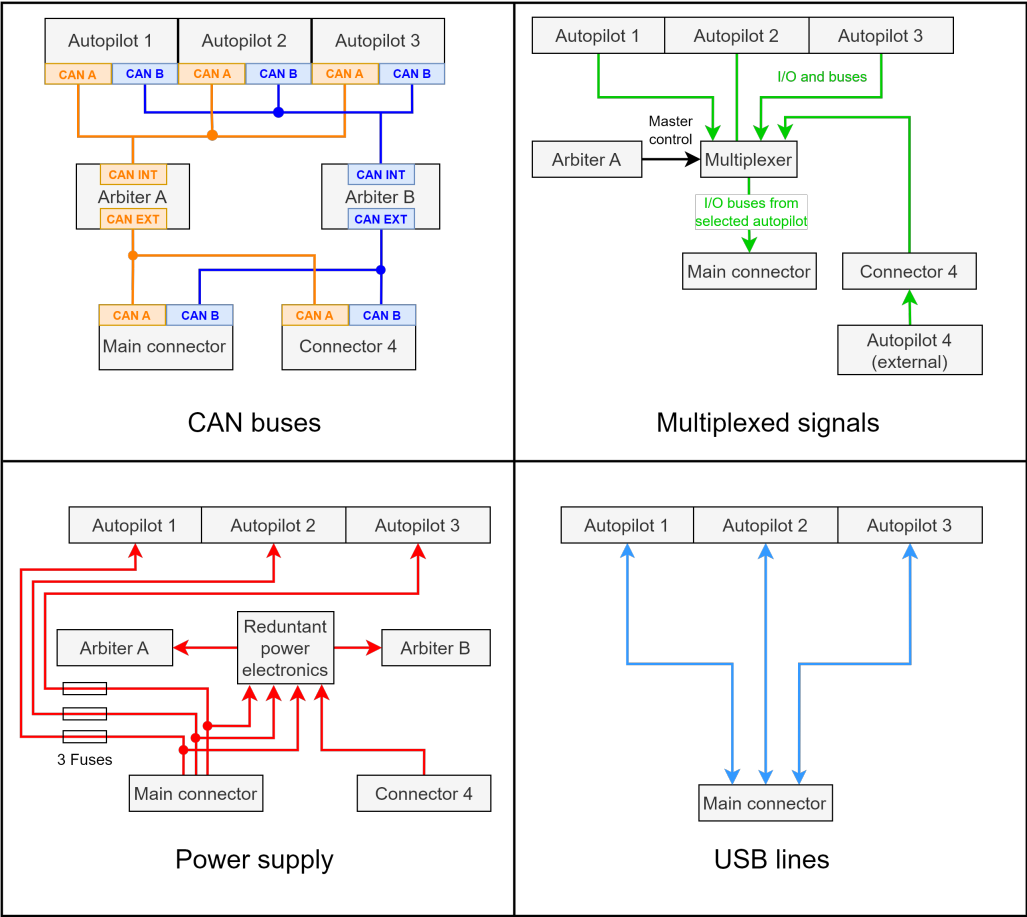 Autopilot 1 Autopilot 2 Autopilot 3
CAN A CAN B CAN A CAN B CAN A CAN B
CAN INT CAN INT
Arbiter A Arbiter B
CAN EXT CAN EXT
CAN A CAN B CAN A CAN B
Main connector Connector 4
CAN buses
Autopilot 1 Autopilot 2 Autopilot 3
I/O and buses
Master
control
Arbiter A Multiplexer
I/O buses from
selected autopilot
Main connector Connector 4
Autopilot 4
(external)
Multiplexed signals
Autopilot 1 Autopilot 2 Autopilot 3
Reduntant
Arbiter A power Arbiter B
electronics
3 Fuses
Main connector Connector 4
Power supply
Autopilot 1 Autopilot 2 Autopilot 3
Main connector
USB lines